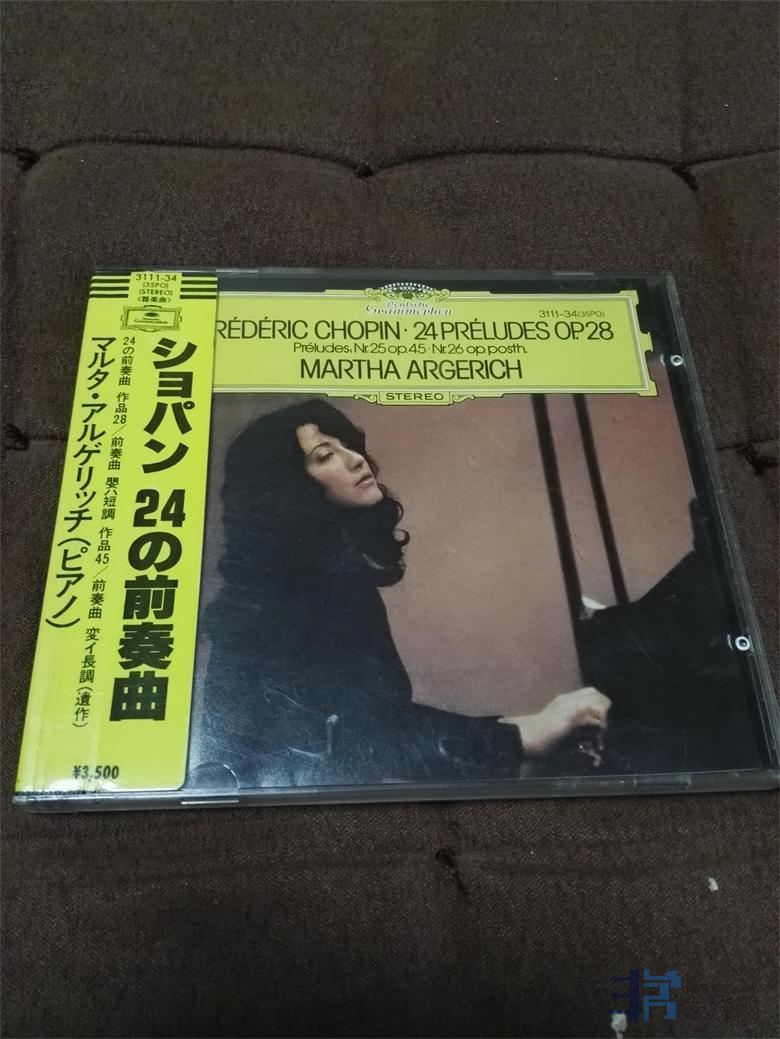 3111-34
(35PO)
(STEREO)
〈器楽曲〉
Deutsche
Grammophon
ショパン 24の前奏曲
24の前奏曲 作品28／前奏曲 嬰ハ短調 作品45／前奏曲 変イ長調(遺作)
マルタ・アルゲリッチ(ピアノ)
¥3,500
Deutsche
Grammophon
3111-34(35PO)
RÉDÉRIC CHOPIN · 24 PRÉLUDES OP.28
Préludes, Nr. 25 op. 45 · Nr. 26 op. posth.
MARTHA ARGERICH
STEREO